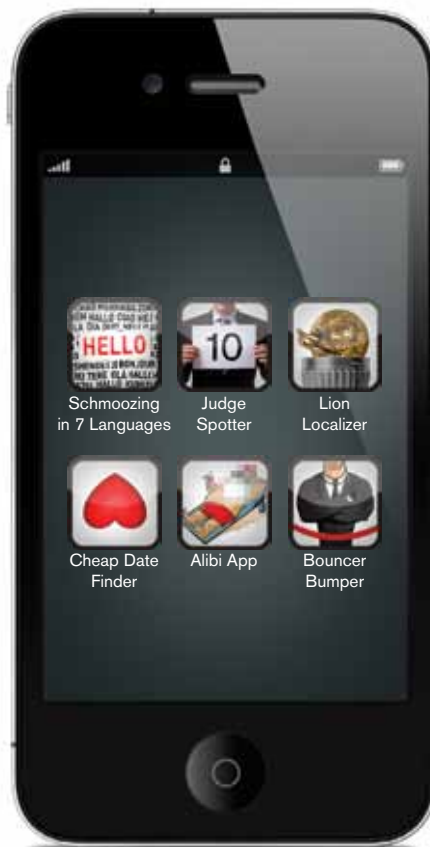 HELLO
10
Schmoozing
in 7 Languages
Judge
Spotter
Lion
Localizer
Cheap Date
Finder
Alibi App
Bouncer
Bumper